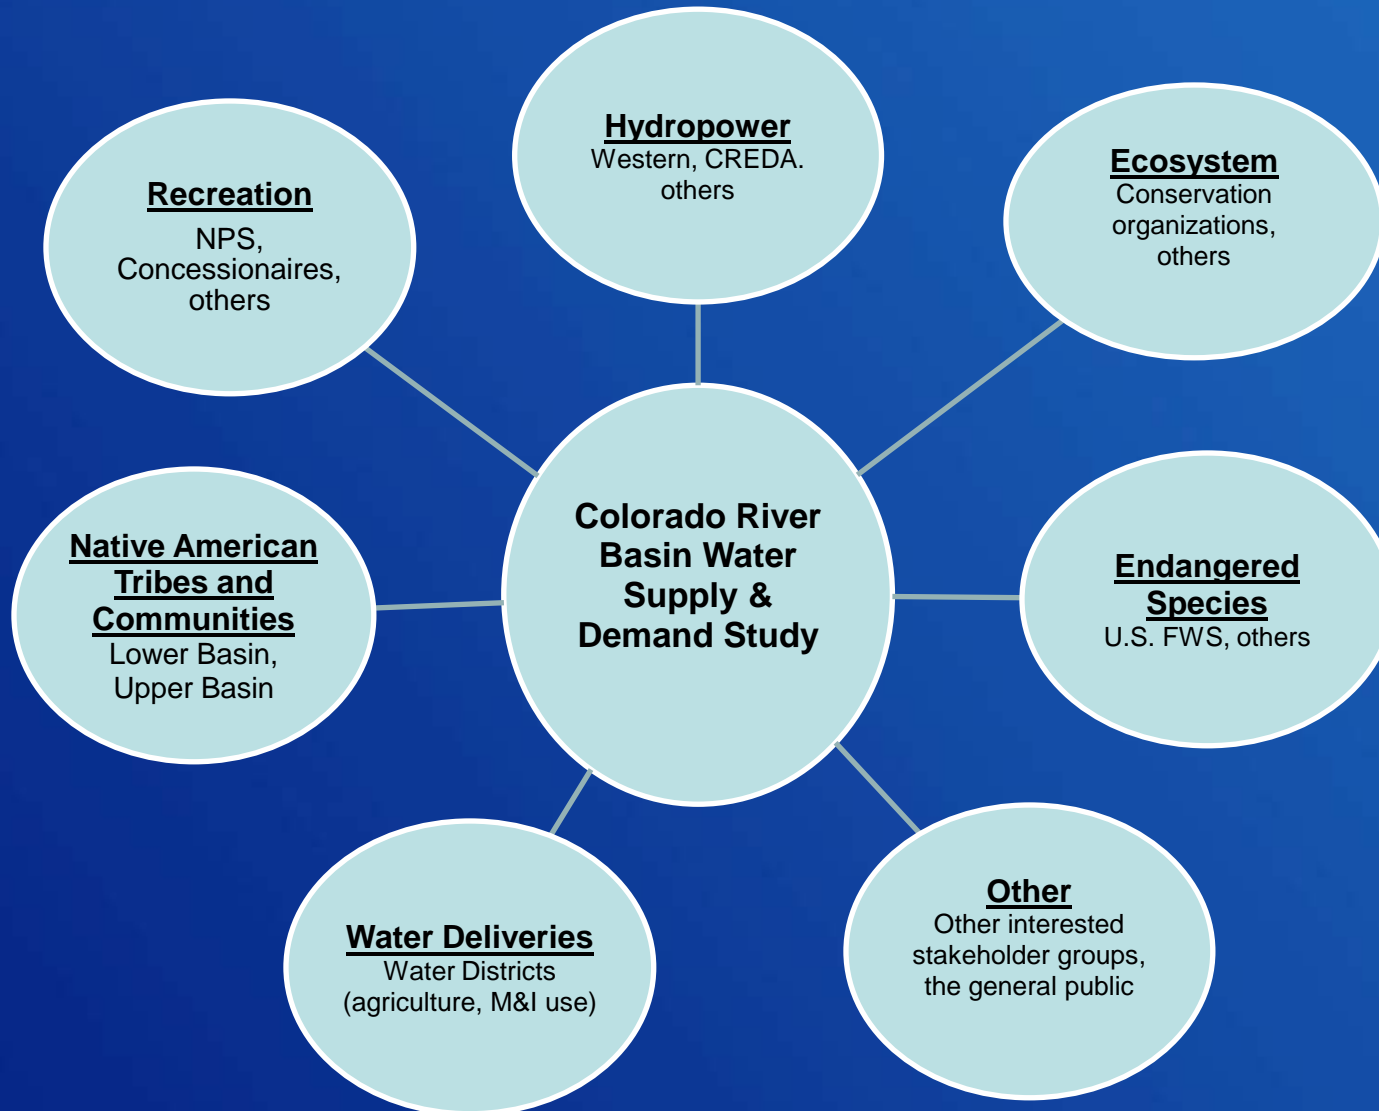 Hydropower
Western, CREDA.
others
Ecosystem
Conservation
organizations,
others
Recreation
NPS,
Concessionaires,
others
Colorado River
Basin Water
Supply &
Demand Study
Native American
Tribes and
Communities
Lower Basin,
Upper Basin
Endangered
Species
U.S. FWS, others
Water Deliveries
Water Districts
(agriculture, M&I use)
Other
Other interested
stakeholder groups,
the general public